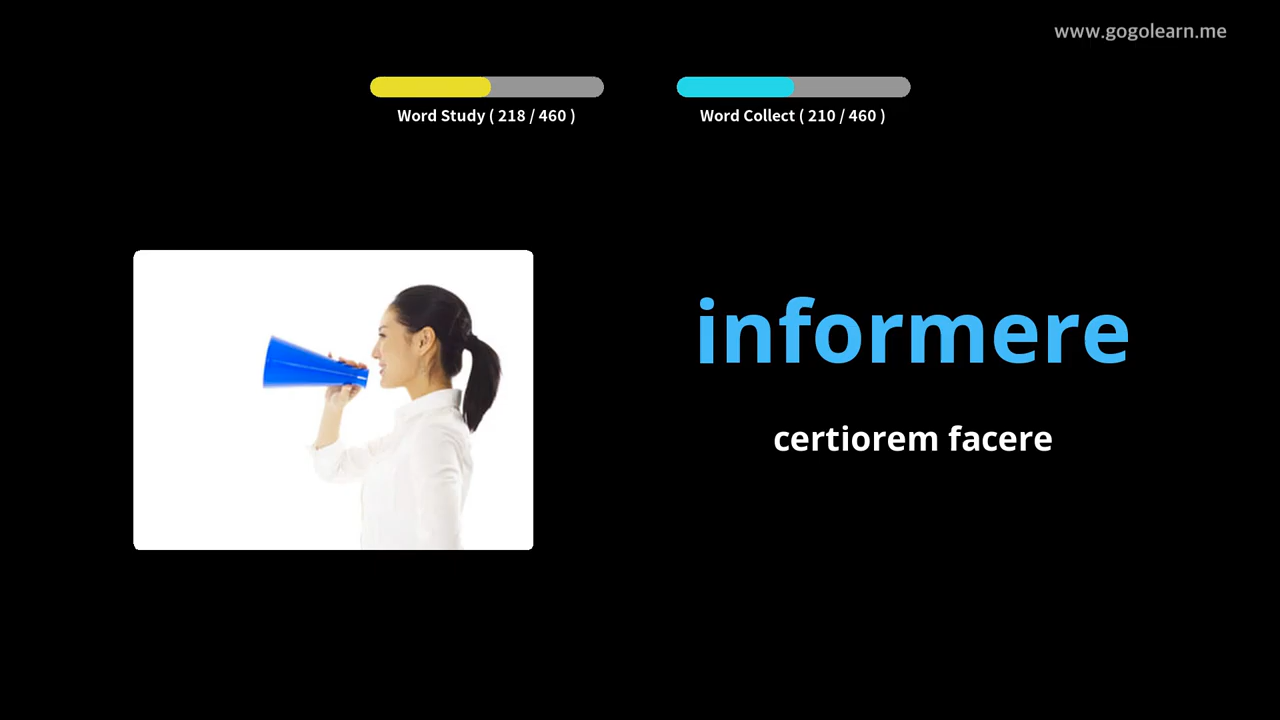 www.gogolearn.me
Word Study ( 218 / 460 )
Word Collect ( 210 / 460 )
informere
certiorem facere